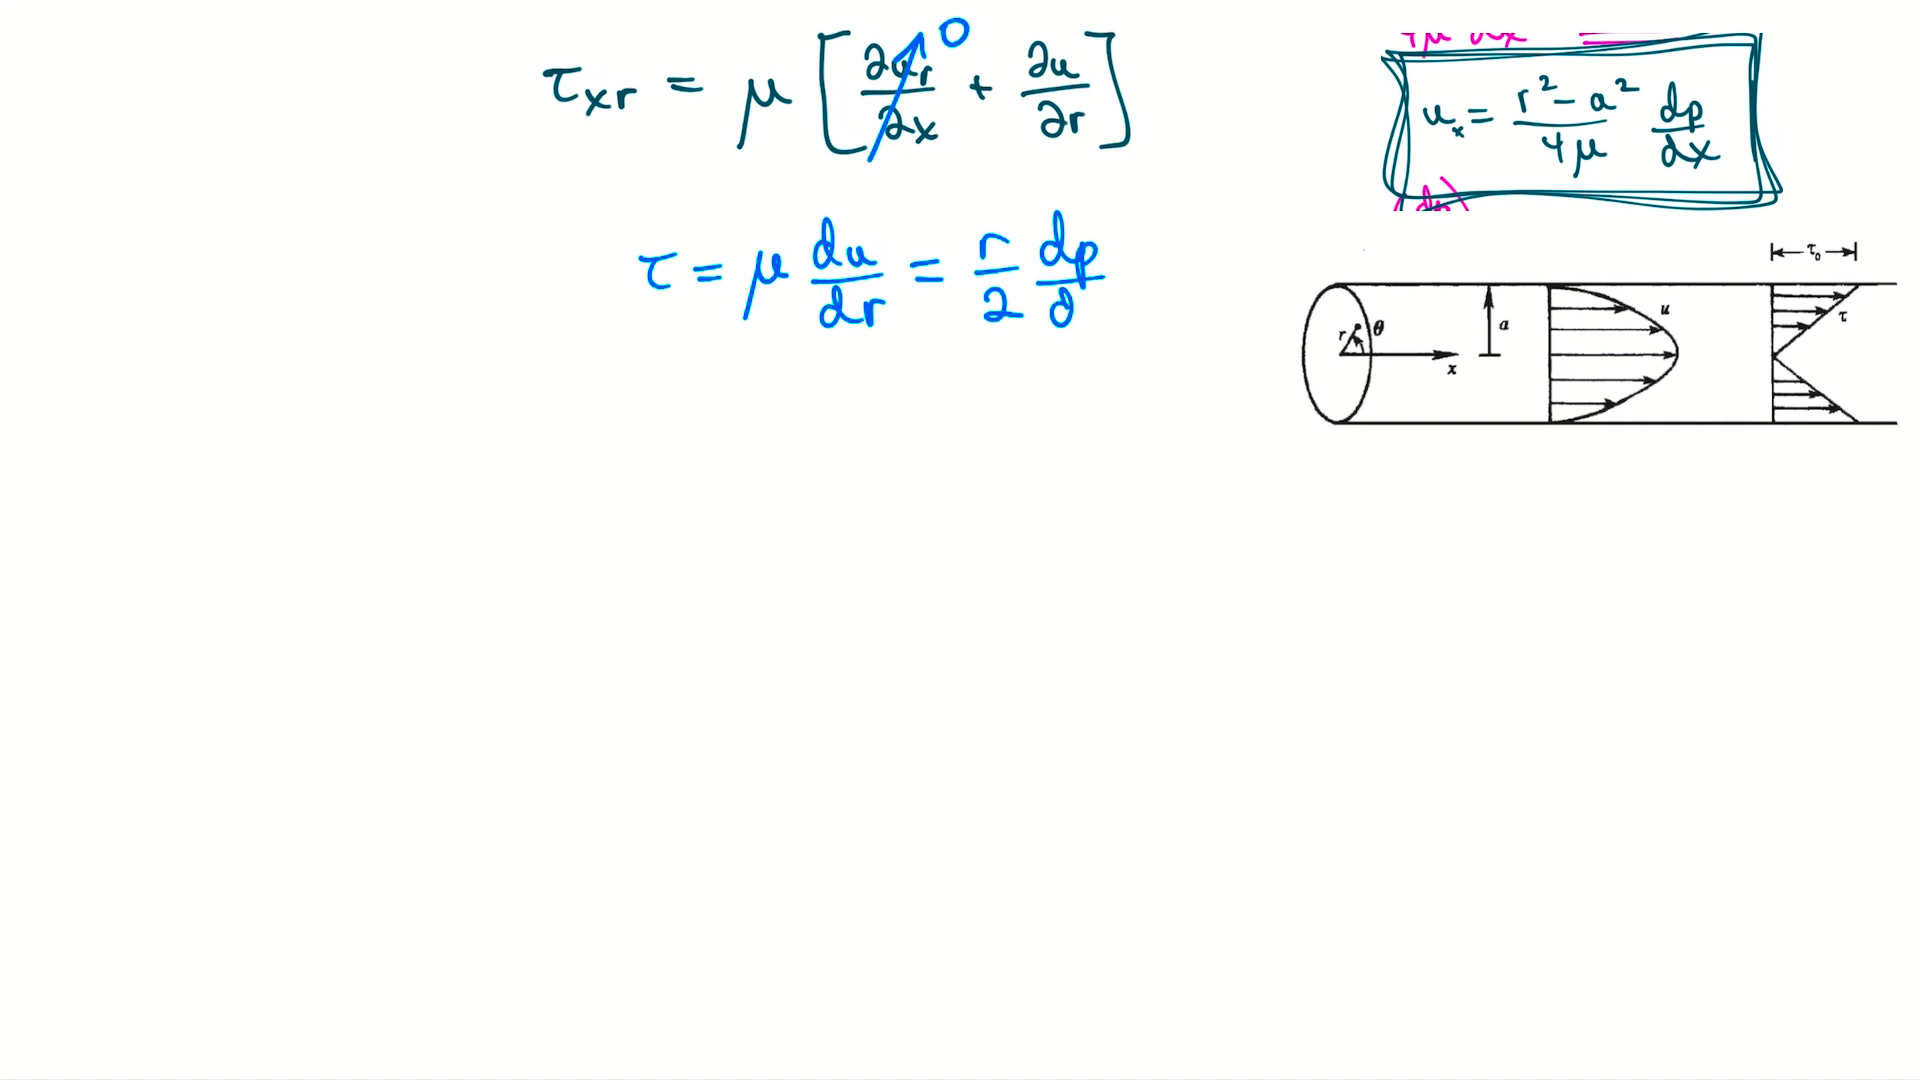 τxr = μ [ ∂ur/∂x + ∂u/∂r ] 0
τ = μ du/dr = r/2 dp/d
ux = r² - a² / 4μ dp/dx
τ₀
r θ x a u τ